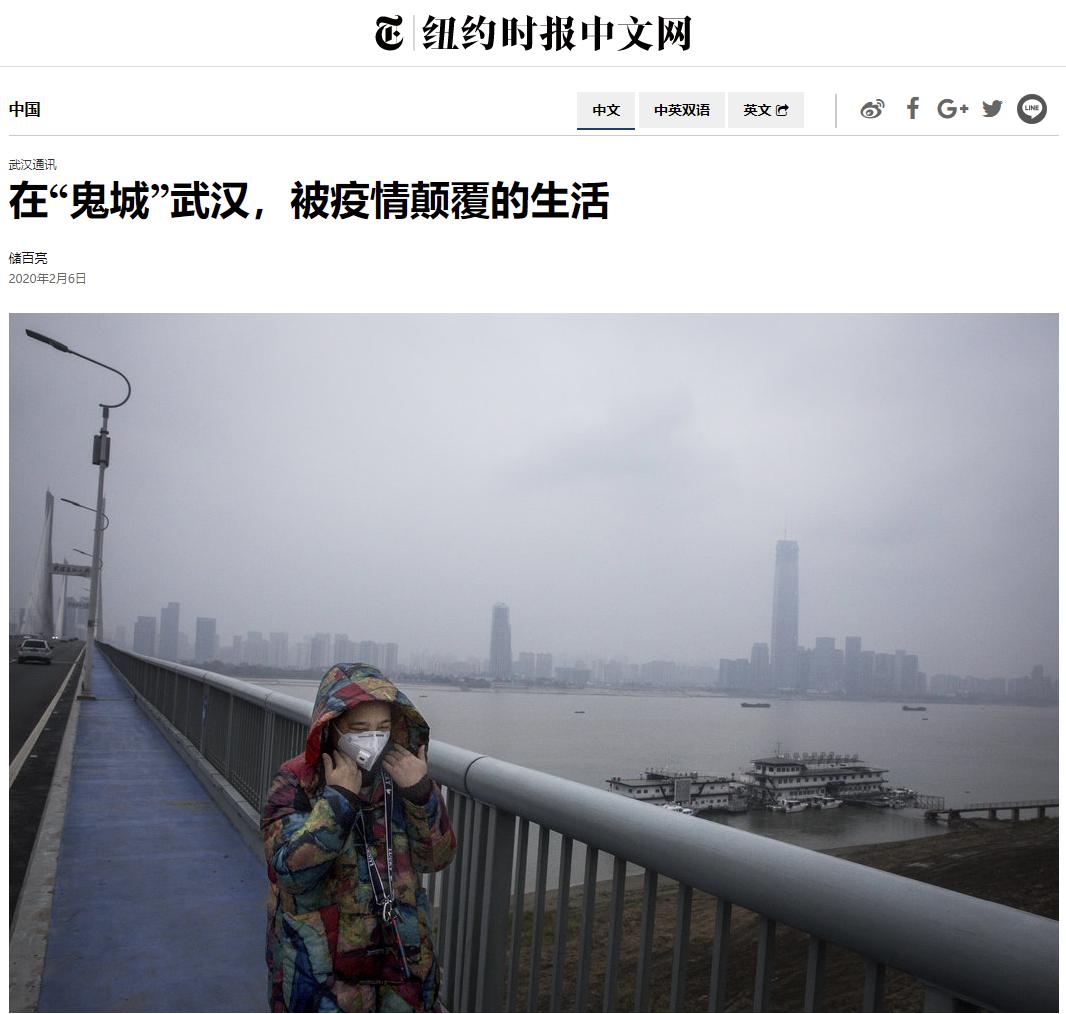 纽约时报中文网
中国
中文 中英双语 英文
G+ LINE
武汉通讯
在“鬼城”武汉，被疫情颠覆的生活
储百亮
2020年2月6日